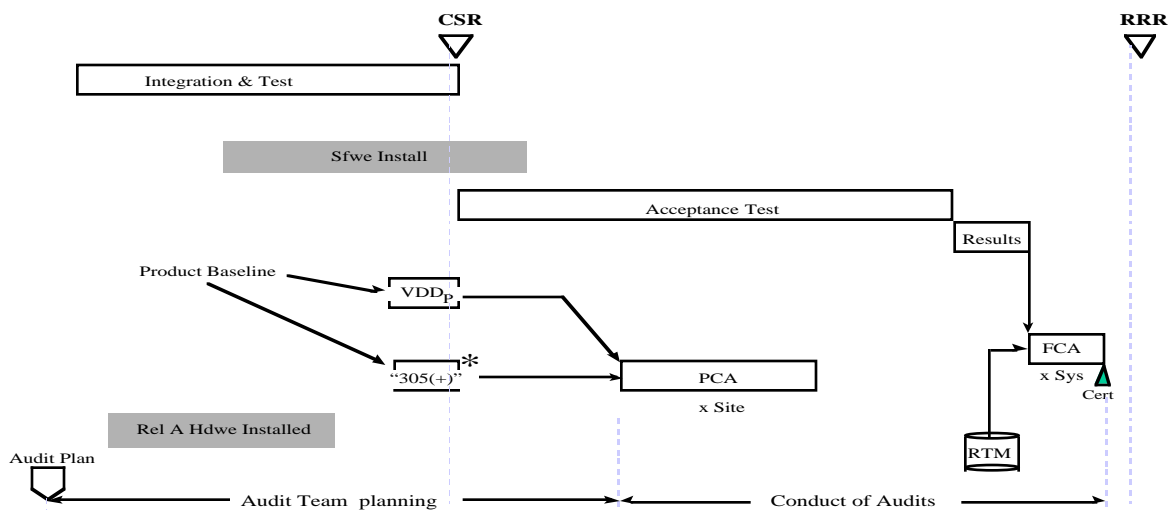 CSR
RRR
Integration & Test
Sfwe Install
Acceptance Test
Results
Product Baseline
VDDP
FCA
“305(+)”*
PCA
x Sys
Cert
x Site
Rel A Hdwe Installed
Audit Plan
RTM
Audit Team planning
Conduct of Audits